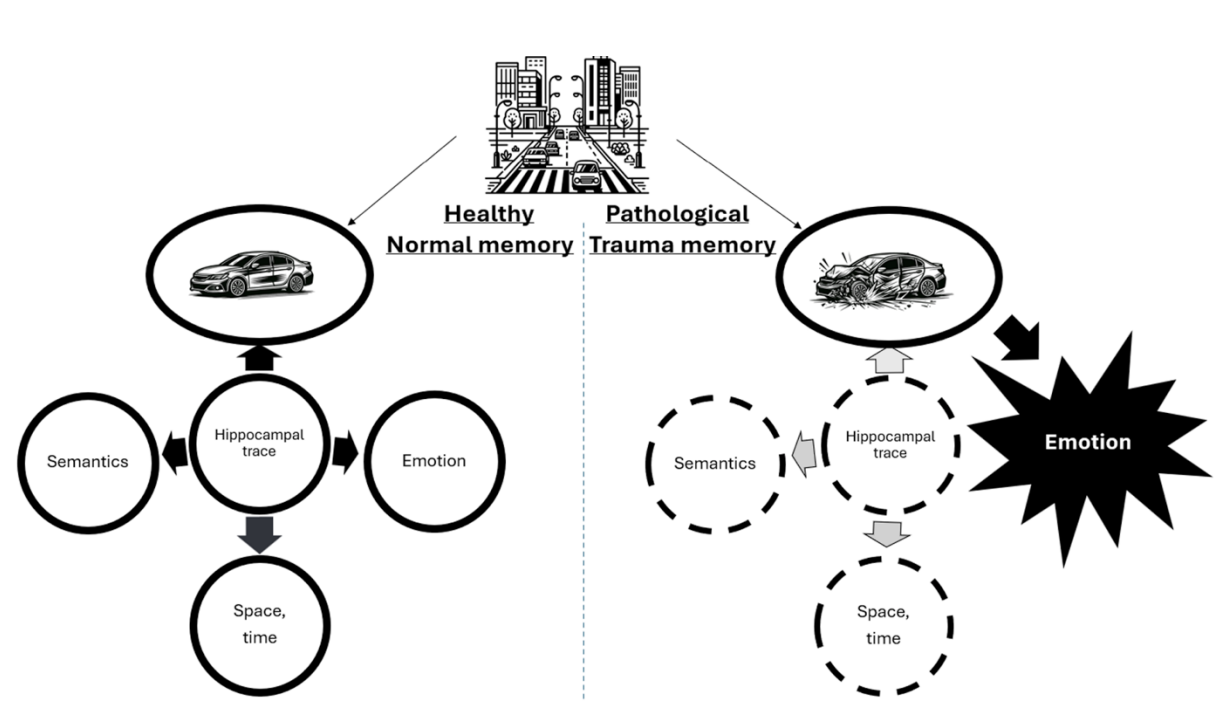 Healthy
Normal memory
Pathological
Trauma memory
Hippocampal
trace
Semantics
Emotion
Space,
time
Hippocampal
trace
Semantics
Emotion
Space,
time